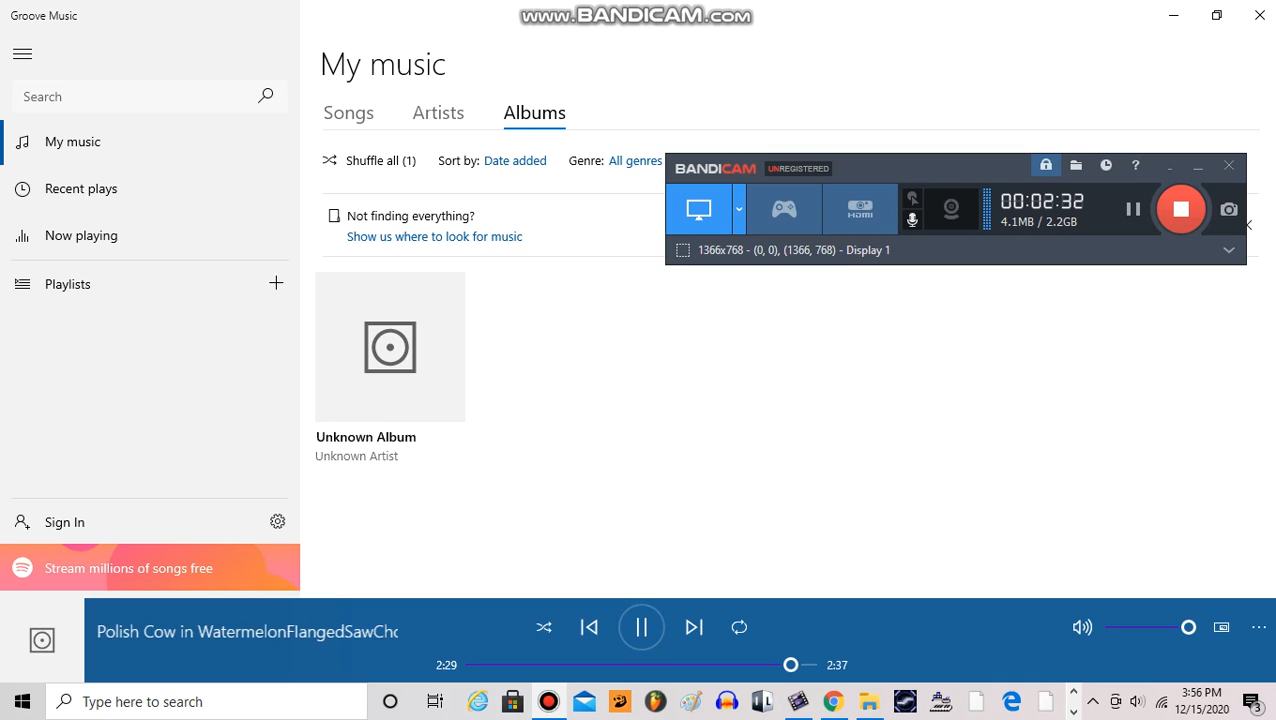 Groove Music
www.BANDICAM.com
Search
My music
Recent plays
Now playing
Playlists
Sign In
Stream millions of songs free
My music
Songs Artists Albums
Shuffle all (1) Sort by: Date added Genre: All genres
Not finding everything?
Show us where to look for music
BANDICAM UNREGISTERED
HDMI
00:02:32
4.1MB / 2.2GB
1366x768 - (0, 0), (1366, 768) - Display 1
Unknown Album
Unknown Artist
Polish Cow in WatermelonFlangedSawCho
2:29 2:37
Type here to search
3:56 PM
12/15/2020